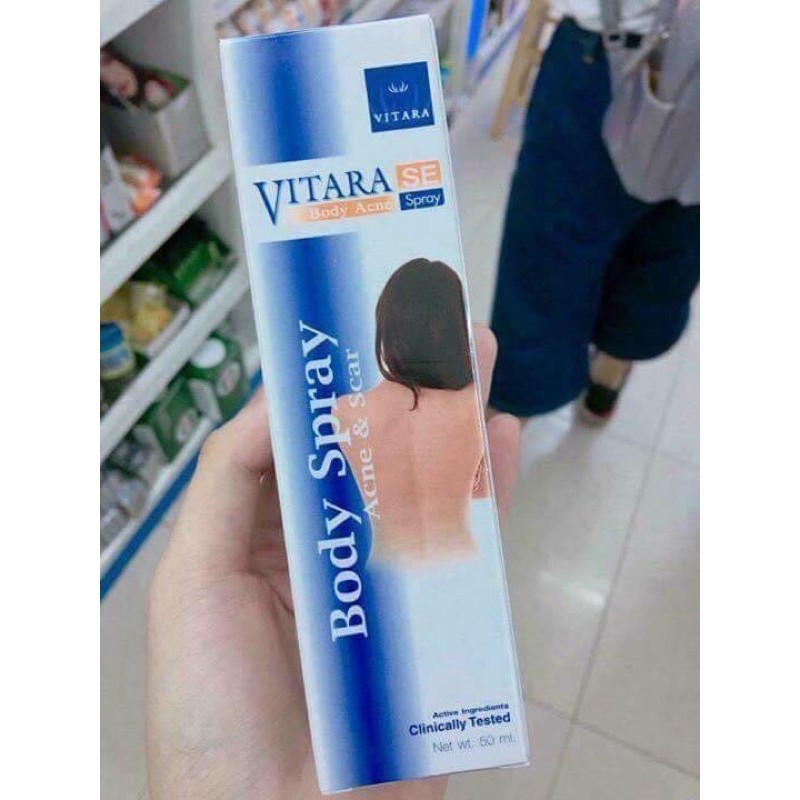 VITARA
VITARA SE
Body Acne Spray
Body Spray
Acne & Scar
Active Ingredients
Clinically Tested
Net wt. 50 ml.